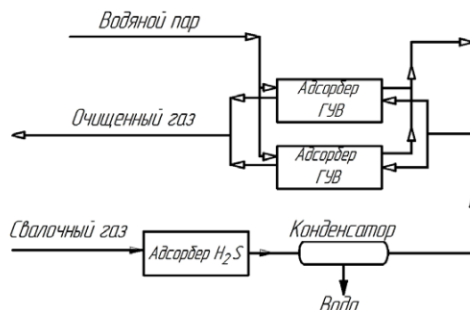 Водяной пар
Адсорбер
ГУВ
Очищенный газ
Адсорбер
ГУВ
Свалочный газ
Адсорбер H₂S
Конденсатор
Вода